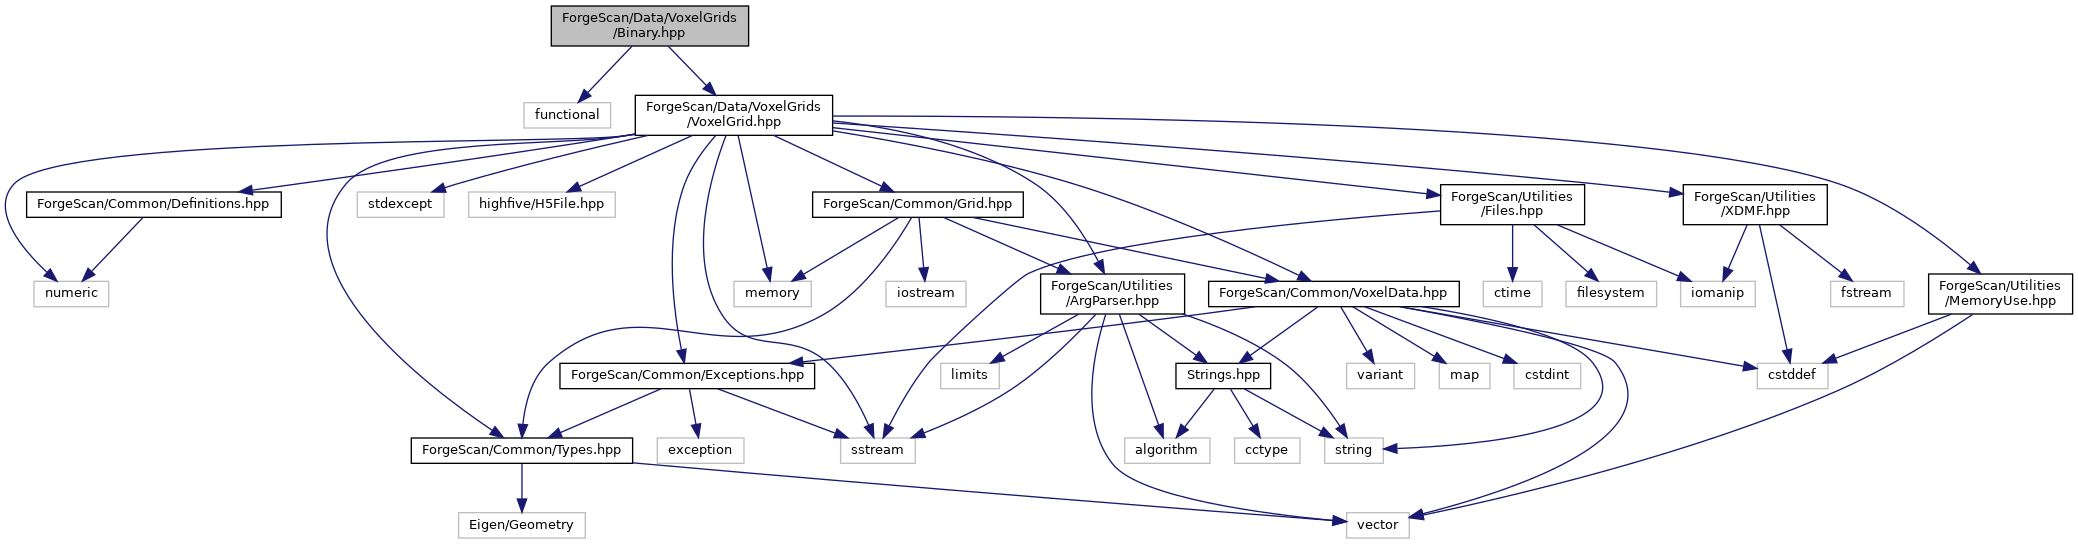 ForgeScan/Data/VoxelGrids
/Binary.hpp
functional
ForgeScan/Data/VoxelGrids
/VoxelGrid.hpp
ForgeScan/Common/Definitions.hpp
stdexcept
highfive/H5File.hpp
ForgeScan/Common/Grid.hpp
ForgeScan/Utilities
/Files.hpp
ForgeScan/Utilities
/XDMF.hpp
numeric
memory
iostream
ForgeScan/Utilities
/ArgParser.hpp
ForgeScan/Common/VoxelData.hpp
ctime
filesystem
iomanip
fstream
ForgeScan/Utilities
/MemoryUse.hpp
ForgeScan/Common/Exceptions.hpp
limits
Strings.hpp
variant
map
cstdint
cstddef
ForgeScan/Common/Types.hpp
exception
sstream
algorithm
cctype
string
Eigen/Geometry
vector